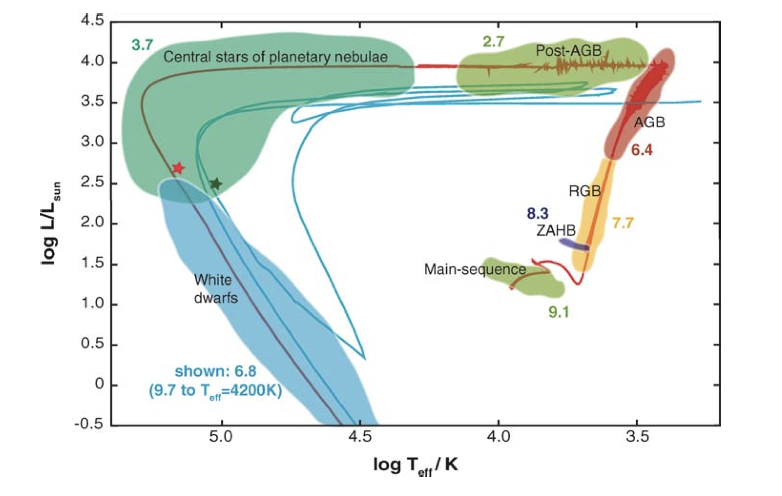 4.5
4.0
3.5
3.0
2.5
2.0
1.5
1.0
0.5
0
-0.5
log L/Lsun
3.7
Central stars of planetary nebulae
2.7
Post-AGB
AGB
6.4
RGB
8.3
ZAHB
7.7
Main-sequence
9.1
White
dwarfs
shown: 6.8
(9.7 to Teff=4200K)
5.0 4.5 4.0 3.5
log Teff / K